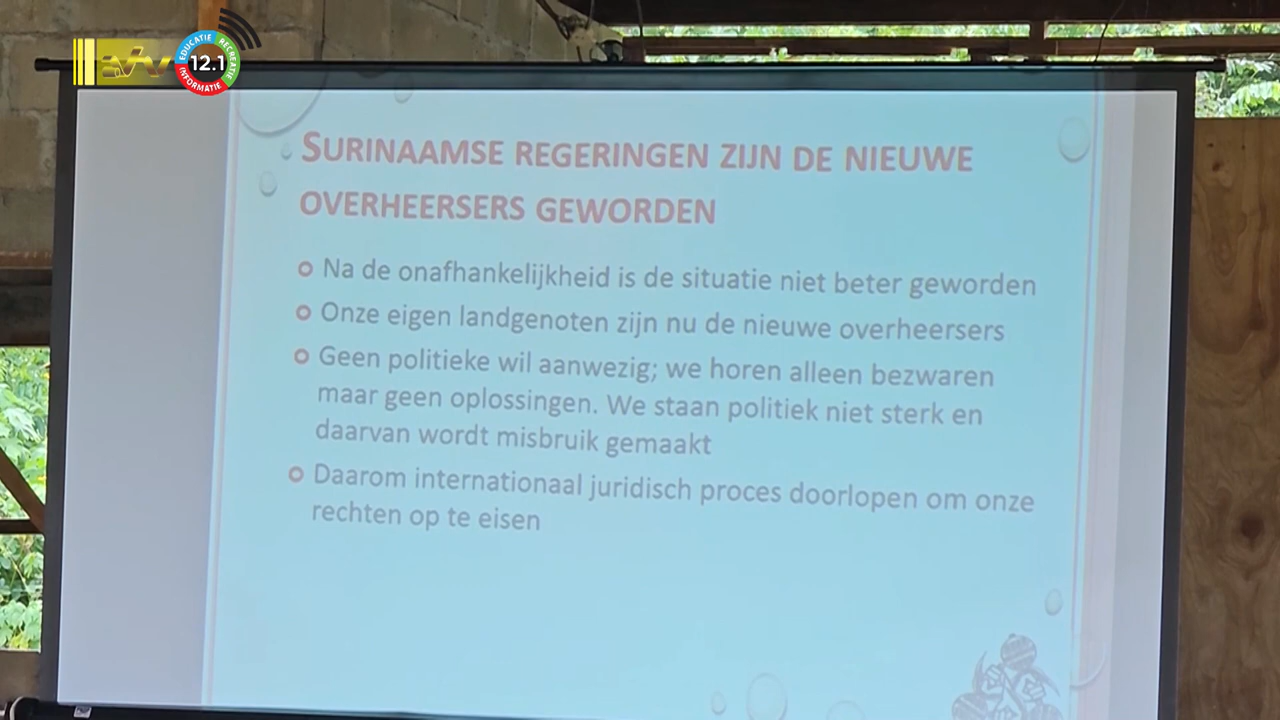 EDUCATIE
RECREATIE
12.1
INFORMATIE
SURINAAMSE REGERINGEN ZIJN DE NIEUWE
OVERHEERSERS GEWORDEN
Na de onafhankelijkheid is de situatie niet beter geworden
Onze eigen landgenoten zijn nu de nieuwe overheersers
Geen politieke wil aanwezig; we horen alleen bezwaren
maar geen oplossingen. We staan politiek niet sterk en
daarvan wordt misbruik gemaakt
Daarom internationaal juridisch proces doorlopen om onze
rechten op te eisen